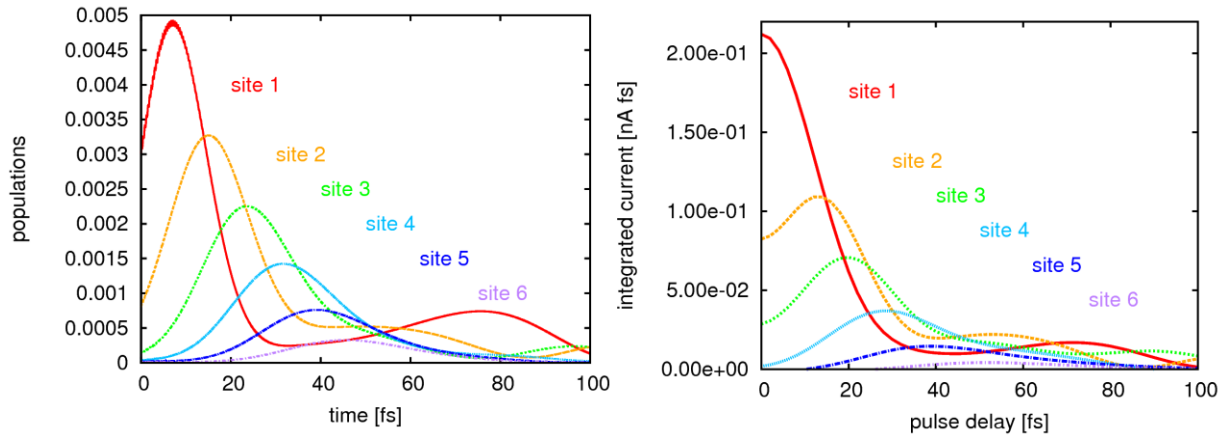 populations
0.005
0.0045
0.004
0.0035
0.003
0.0025
0.002
0.0015
0.001
0.0005
0
site 1
site 2
site 3
site 4
site 5
site 6
0 20 40 60 80 100
time [fs]
integrated current [nA fs]
2.00e-01
1.50e-01
1.00e-01
5.00e-02
0.00e+00
site 1
site 2
site 3
site 4
site 5
site 6
0 20 40 60 80 100
pulse delay [fs]